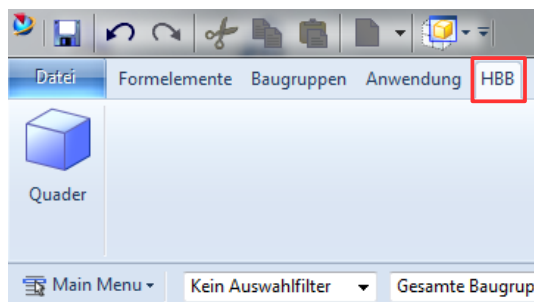 Datei Formelemente Baugruppen Anwendung HBB
Quader
Main Menu Kein Auswahlfilter Gesamte Baugrup